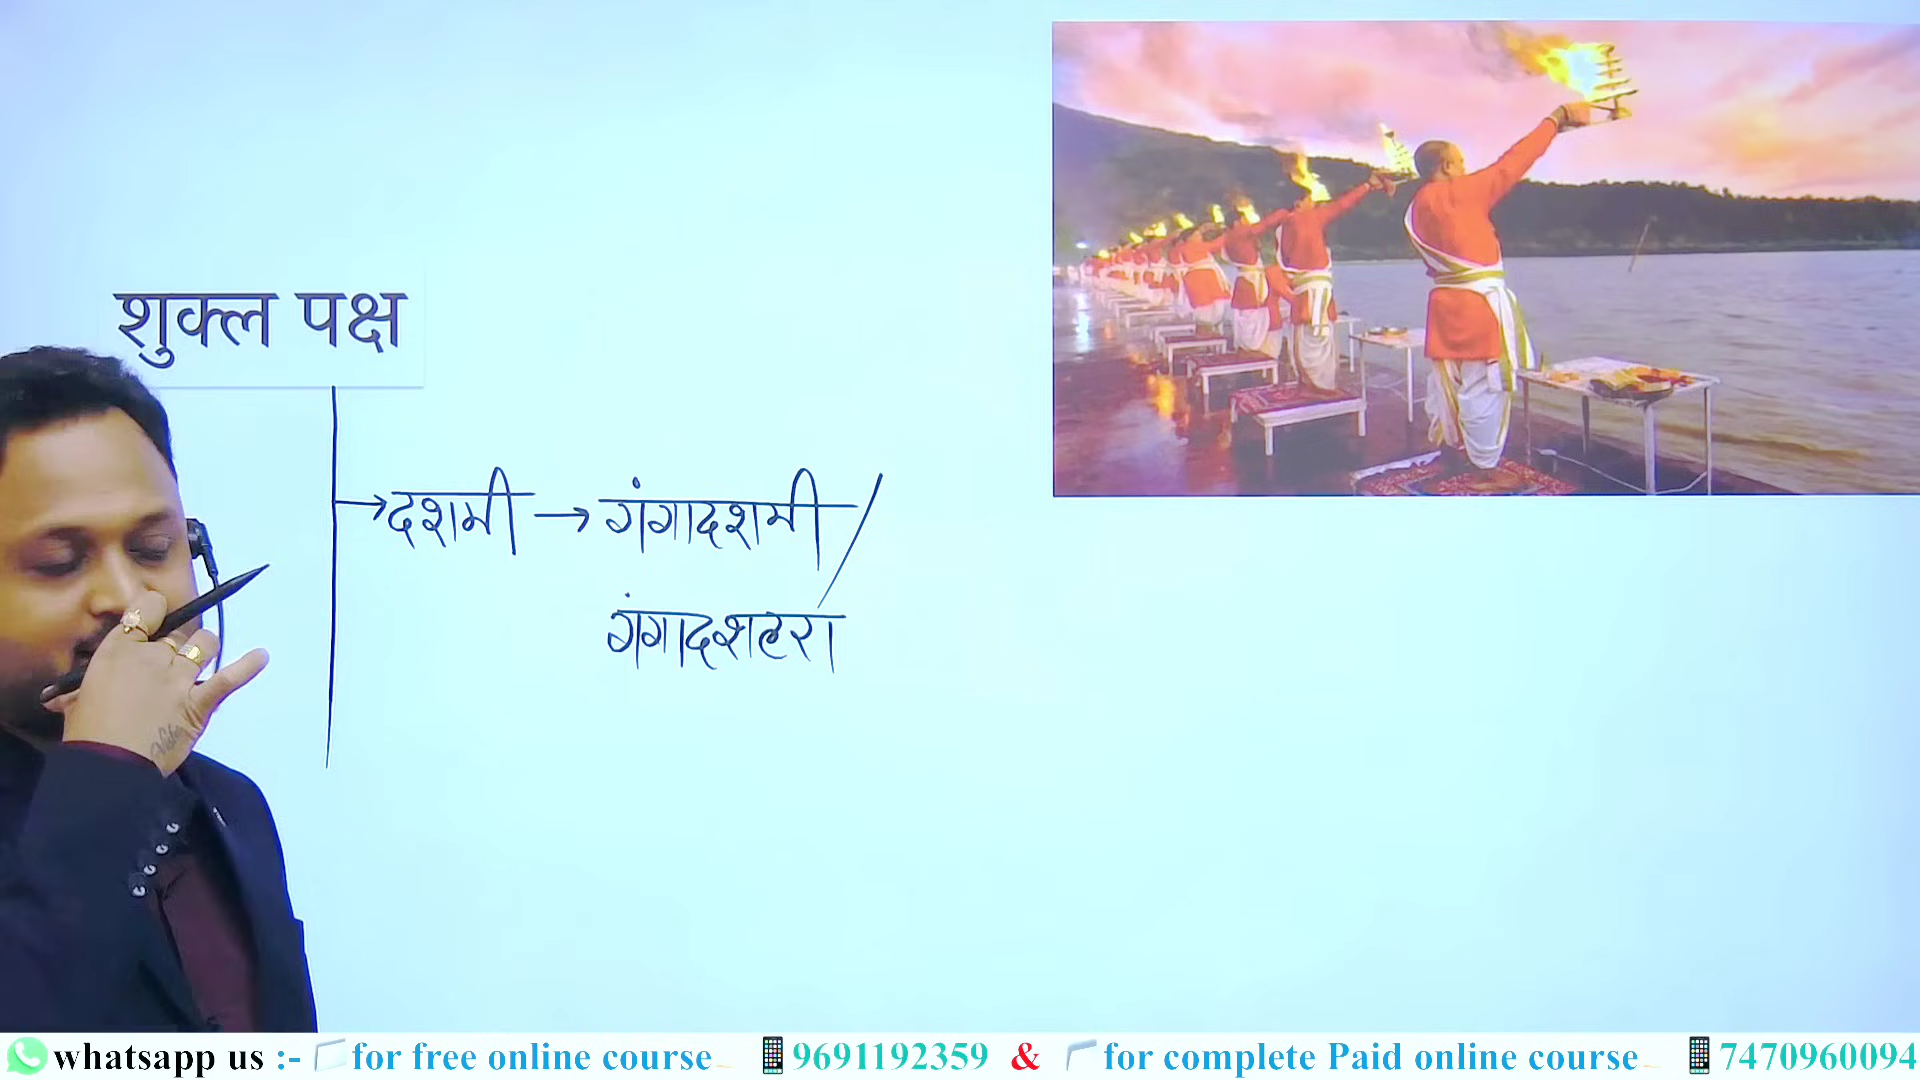 शुक्ल पक्ष
→ दशमी → गंगादशमी /
गंगादशहरा
whatsapp us :- for free online course 9691192359 & for complete Paid online course 7470960094